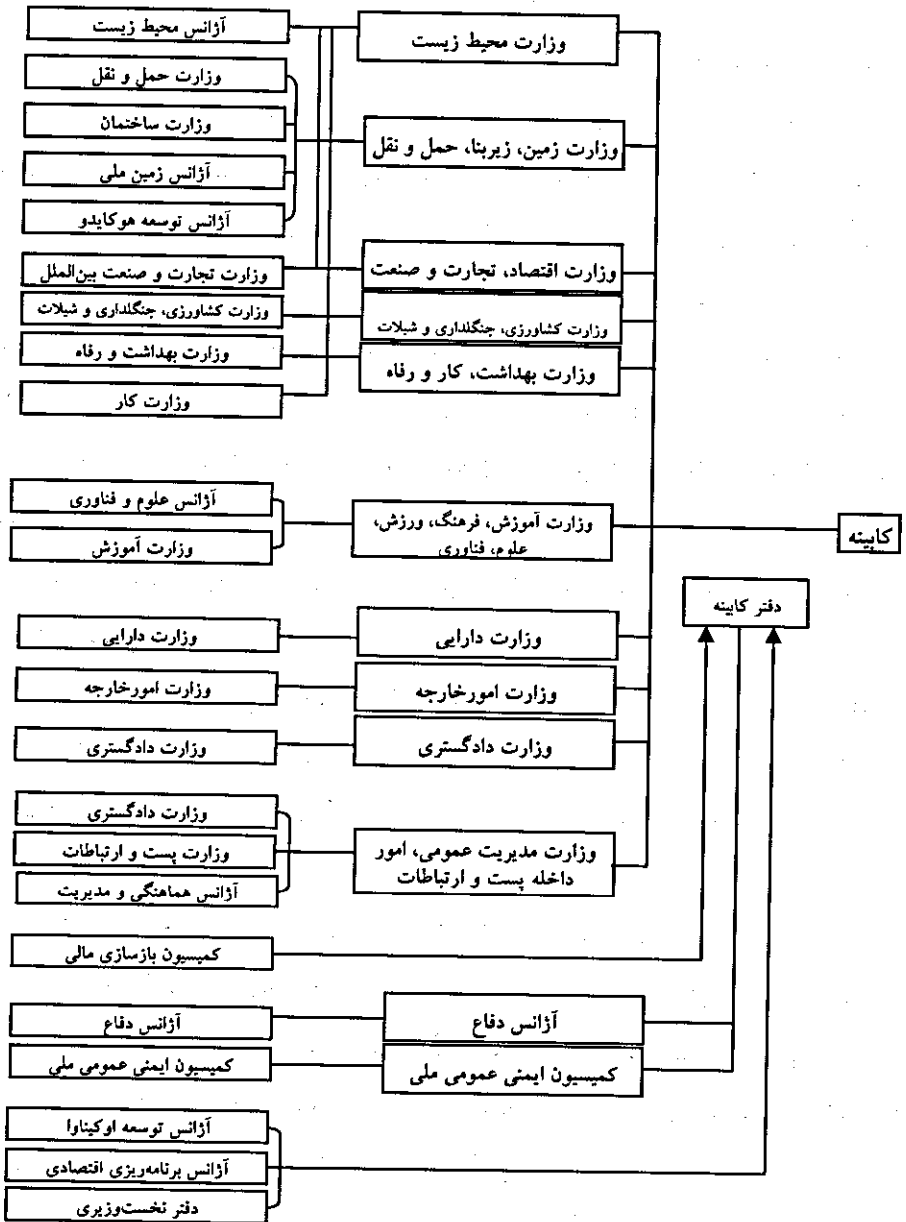 وزارت محیط زیست
آژانس محیط زیست
وزارت زمین، زیربنا، حمل و نقل
وزارت حمل و نقل
وزارت ساختمان
آژانس زمین ملی
آژانس توسعه هوکایدو
وزارت اقتصاد، تجارت و صنعت
وزارت تجارت و صنعت بین‌الملل
وزارت کشاورزی، جنگلداری و شیلات
وزارت کشاورزی، جنگلداری و شیلات
وزارت بهداشت، کار و رفاه
وزارت بهداشت و رفاه
وزارت کار
کابینه
وزارت آموزش، فرهنگ، ورزش،
علوم، فناوری
آژانس علوم و فناوری
وزارت آموزش
دفتر کابینه
وزارت دارایی
وزارت دارایی
وزارت امورخارجه
وزارت امورخارجه
وزارت دادگستری
وزارت دادگستری
وزارت مدیریت عمومی، امور
داخله پست و ارتباطات
وزارت دادگستری
وزارت پست و ارتباطات
آژانس هماهنگی و مدیریت
کمیسیون بازسازی مالی
آژانس دفاع
آژانس دفاع
کمیسیون ایمنی عمومی ملی
کمیسیون ایمنی عمومی ملی
آژانس توسعه اوکیناوا
آژانس برنامه‌ریزی اقتصادی
دفتر نخست‌وزیری